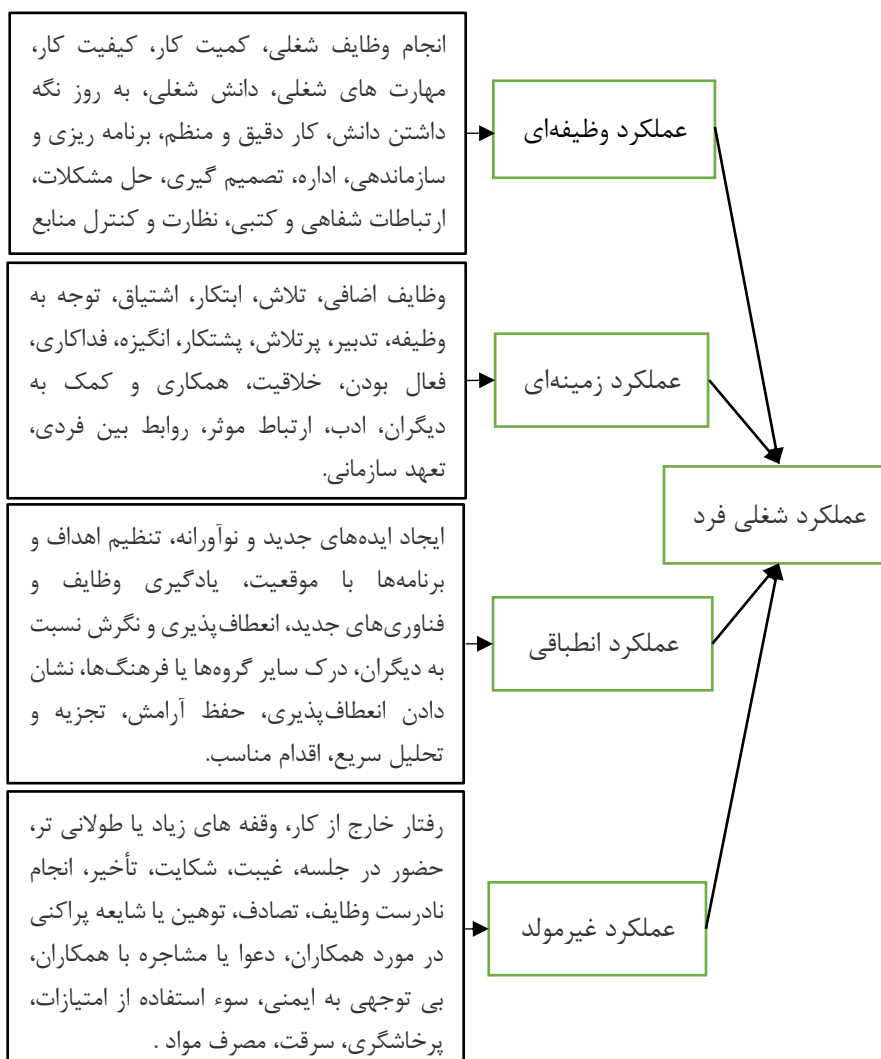 انجام وظایف شغلی، کمیت کار، کیفیت کار،
مهارت های شغلی، دانش شغلی، به روز نگه
داشتن دانش، کار دقیق و منظم، برنامه ریزی و
سازماندهی، اداره، تصمیم گیری، حل مشکلات،
ارتباطات شفاهی و کتبی، نظارت و کنترل منابع
عملکرد وظیفه‌ای
وظایف اضافی، تلاش، ابتکار، اشتیاق، توجه به
وظیفه، تدبیر، پرتلاش، پشتکار، انگیزه، فداکاری،
فعال بودن، خلاقیت، همکاری و کمک به
دیگران، ادب، ارتباط موثر، روابط بین فردی،
تعهد سازمانی.
عملکرد زمینه‌ای
عملکرد شغلی فرد
ایجاد ایده‌های جدید و نوآورانه، تنظیم اهداف و
برنامه‌ها با موقعیت، یادگیری وظایف و
فناوری‌های جدید، انعطاف‌پذیری و نگرش نسبت
به دیگران، درک سایر گروه‌ها یا فرهنگ‌ها، نشان
دادن انعطاف‌پذیری، حفظ آرامش، تجزیه و
تحلیل سریع، اقدام مناسب.
عملکرد انطباقی
رفتار خارج از کار، وقفه های زیاد یا طولانی تر،
حضور در جلسه، غیبت، شکایت، تأخیر، انجام
نادرست وظایف، تصادف، توهین یا شایعه پراکنی
در مورد همکاران، دعوا یا مشاجره با همکاران،
بی توجهی به ایمنی، سوء استفاده از امتیازات،
پرخاشگری، سرقت، مصرف مواد .
عملکرد غیرمولد